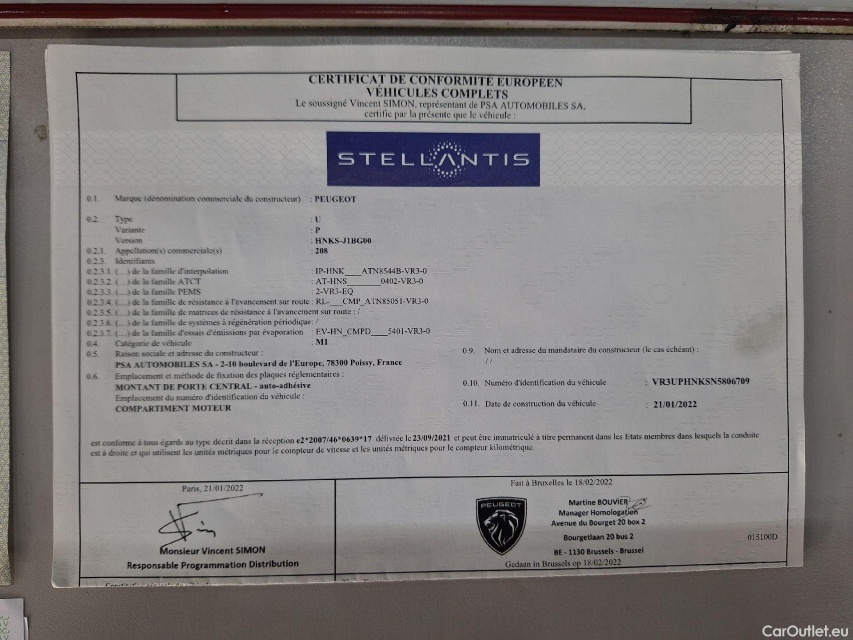 CERTIFICAT DE CONFORMITÉ EUROPEEN
VÉHICULES COMPLETS
Le soussigné Vincent SIMON, représentant de PSA AUTOMOBILES SA,
certifie par la présente que le véhicule :
STELLANTIS
0.1. Marque (dénomination commerciale du constructeur) : PEUGEOT
0.2. Type : U
Variante : P
Version : HNKS-J1BG00
0.2.1. Appellation(s) commerciale(s) : 208
0.2.3. Identifiants
0.2.3.1. (...) de la famille d'interpolation : IP-HNK____ATN8544B-VR3-0
0.2.3.2. (...) de la famille ATCT : AT-HNS______0402-VR3-0
0.2.3.3. (...) de la famille PEMS : 2-VR3-EQ
0.2.3.4. (...) de la famille de résistance à l'avancement sur route : RL-___CMP_ATN85051-VR3-0
0.2.3.5. (...) de la famille de matrices de résistance à l'avancement sur route : /
0.2.3.6. (...) de la famille de systèmes à régénération périodique : /
0.2.3.7. (...) de la famille d'essais d'émissions par évaporation : EV-HN_CMPD____5401-VR3-0
0.4. Catégorie de véhicule : M1
0.5. Raison sociale et adresse du constructeur :
PSA AUTOMOBILES SA - 2-10 boulevard de l'Europe, 78300 Poissy, France
0.6. Emplacement et méthode de fixation des plaques réglementaires :
MONTANT DE PORTE CENTRAL - auto-adhésive
Emplacement du numéro d'identification du véhicule :
COMPARTIMENT MOTEUR
0.9. Nom et adresse du mandataire du constructeur (le cas échéant) :
/ /
0.10. Numéro d'identification du véhicule : VR3UPHNKSN5806709
0.11. Date de construction du véhicule : 21/01/2022
est conforme à tous égards au type décrit dans la réception e2*2007/46*0639*17 délivrée le 23/09/2021 et peut être immatriculé à titre permanent dans les Etats membres dans lesquels la conduite
est à droite et qui utilisent les unités métriques pour le compteur de vitesse et les unités métriques pour le compteur kilométrique.
Paris, 21/01/2022
Monsieur Vincent SIMON
Responsable Programmation Distribution
Fait à Bruxelles le 18/02/2022
PEUGEOT
Martine BOUVIER
Manager Homologation
Avenue du Bourget 20 box 2
Bourgetlaan 20 bus 2
BE - 1130 Brussels - Brussel
Gedaan in Brussels op 18/02/2022
015100D
CarOutlet.eu